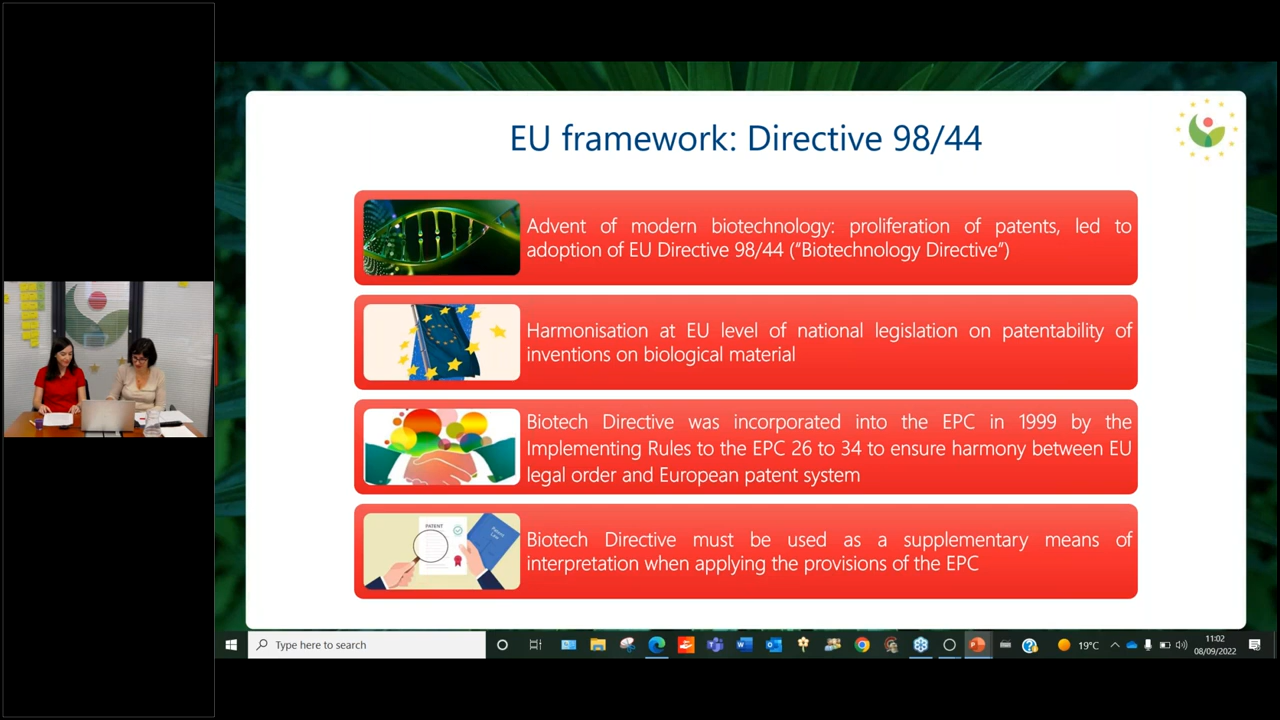 EU framework: Directive 98/44
Advent of modern biotechnology: proliferation of patents, led to
adoption of EU Directive 98/44 (“Biotechnology Directive”)
Harmonisation at EU level of national legislation on patentability of
inventions on biological material
Biotech Directive was incorporated into the EPC in 1999 by the
Implementing Rules to the EPC 26 to 34 to ensure harmony between EU
legal order and European patent system
PATENT
Patent
Law
Biotech Directive must be used as a supplementary means of
interpretation when applying the provisions of the EPC
Type here to search
19°C
11:02
08/09/2022